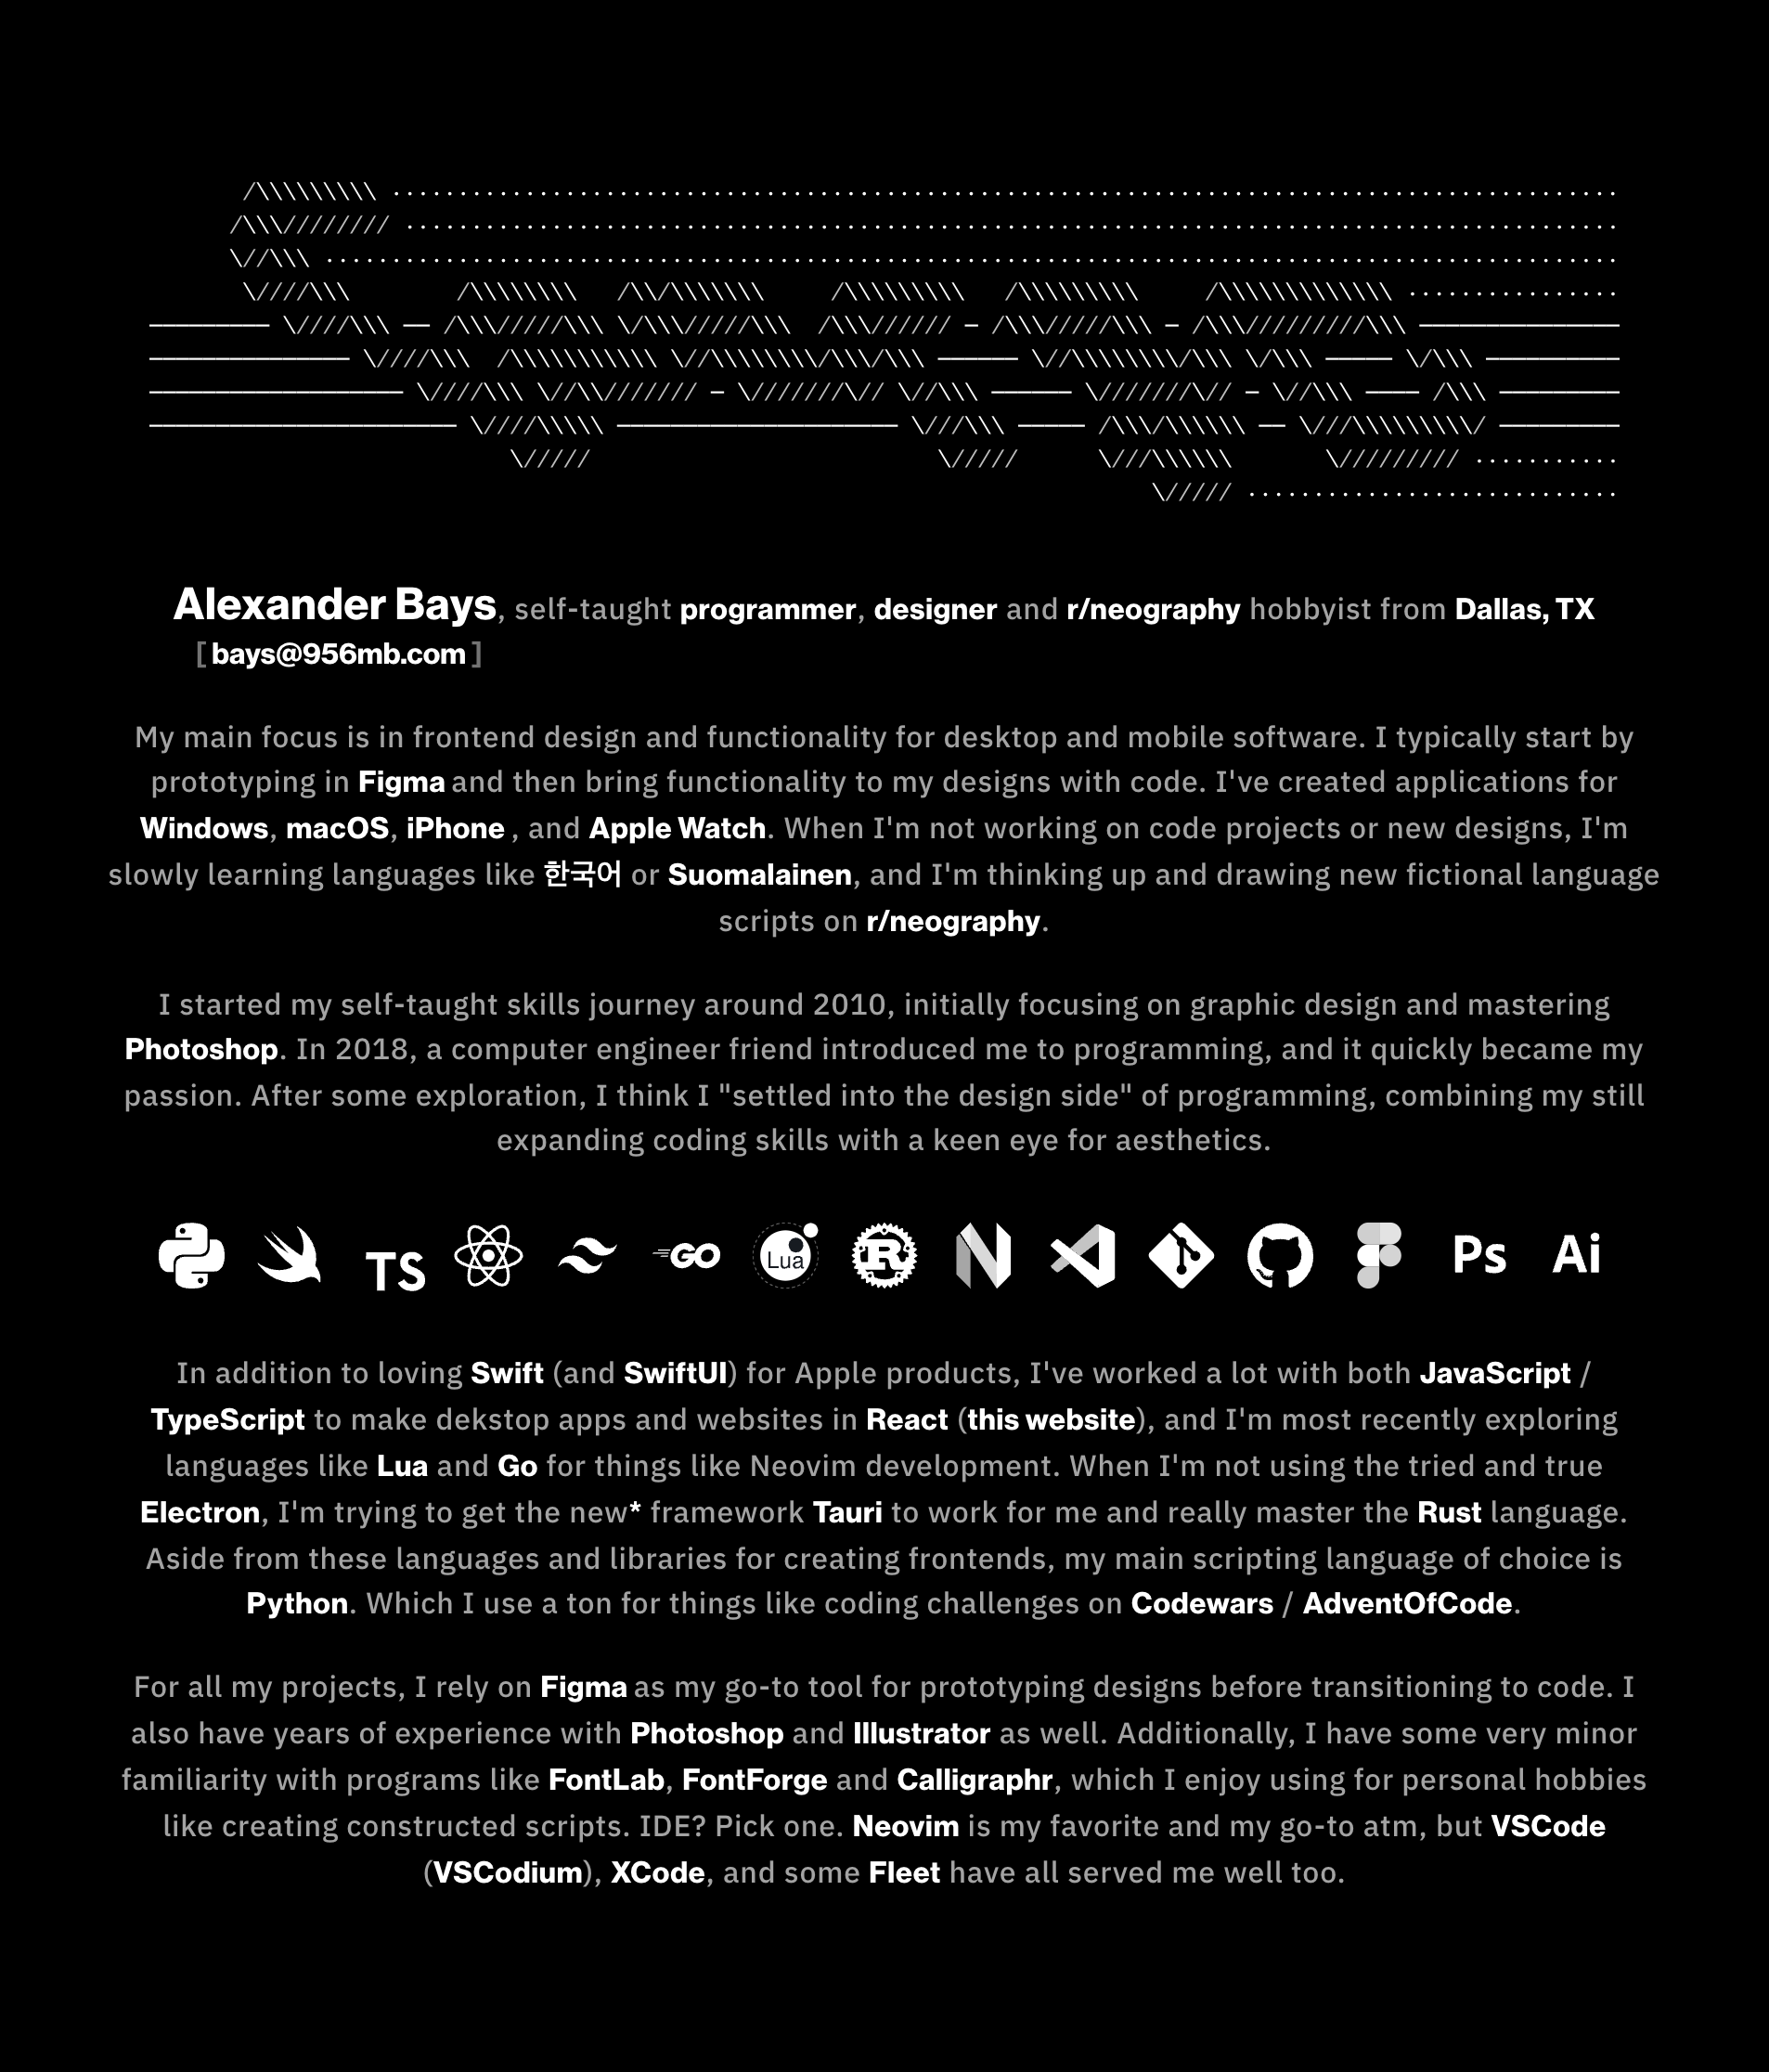 Alexander Bays, self-taught programmer, designer and r/neography hobbyist from Dallas, TX
[ bays@956mb.com ]
My main focus is in frontend design and functionality for desktop and mobile software. I typically start by
prototyping in Figma and then bring functionality to my designs with code. I've created applications for
Windows, macOS, iPhone , and Apple Watch. When I'm not working on code projects or new designs, I'm
slowly learning languages like 한국어 or Suomalainen, and I'm thinking up and drawing new fictional language
scripts on r/neography.
I started my self-taught skills journey around 2010, initially focusing on graphic design and mastering
Photoshop. In 2018, a computer engineer friend introduced me to programming, and it quickly became my
passion. After some exploration, I think I "settled into the design side" of programming, combining my still
expanding coding skills with a keen eye for aesthetics.
TS GO Lua R N Ps Ai
In addition to loving Swift (and SwiftUI) for Apple products, I've worked a lot with both JavaScript /
TypeScript to make dekstop apps and websites in React (this website), and I'm most recently exploring
languages like Lua and Go for things like Neovim development. When I'm not using the tried and true
Electron, I'm trying to get the new* framework Tauri to work for me and really master the Rust language.
Aside from these languages and libraries for creating frontends, my main scripting language of choice is
Python. Which I use a ton for things like coding challenges on Codewars / AdventOfCode.
For all my projects, I rely on Figma as my go-to tool for prototyping designs before transitioning to code. I
also have years of experience with Photoshop and Illustrator as well. Additionally, I have some very minor
familiarity with programs like FontLab, FontForge and Calligraphr, which I enjoy using for personal hobbies
like creating constructed scripts. IDE? Pick one. Neovim is my favorite and my go-to atm, but VSCode
(VSCodium), XCode, and some Fleet have all served me well too.